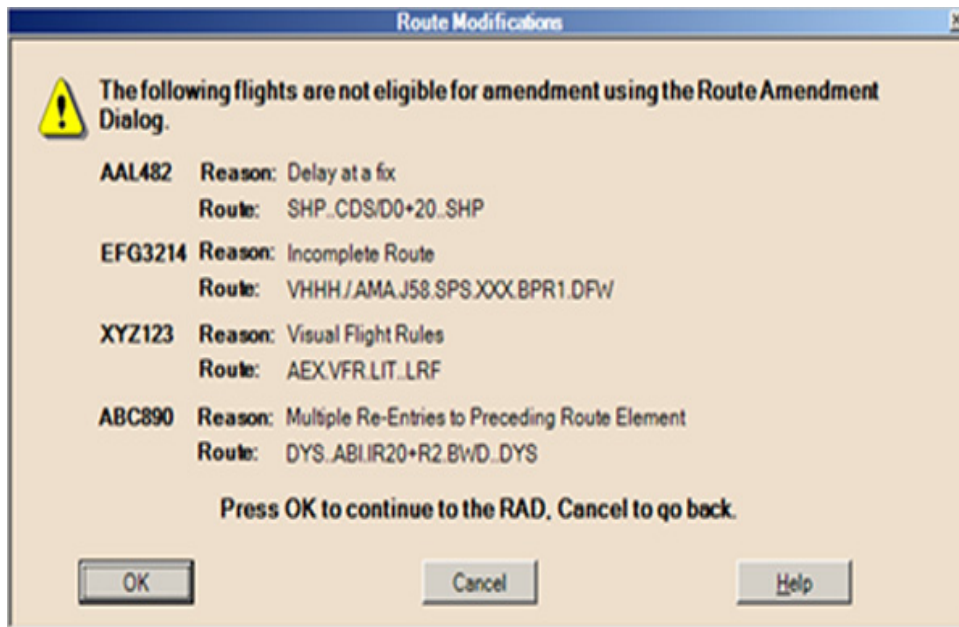 Route Modifications
The following flights are not eligible for amendment using the Route Amendment
Dialog.
AAL482 Reason: Delay at a fix
Route: SHP..CDS/D0+20..SHP
EFG3214 Reason: Incomplete Route
Route: VHHH./.AMA.J58.SPS.XXX.BPR1.DFW
XYZ123 Reason: Visual Flight Rules
Route: AEX.VFR.LIT..LRF
ABC890 Reason: Multiple Re-Entries to Preceding Route Element
Route: DYS..ABI.IR20+R2.BWD..DYS
Press OK to continue to the RAD, Cancel to go back.
OK Cancel Help